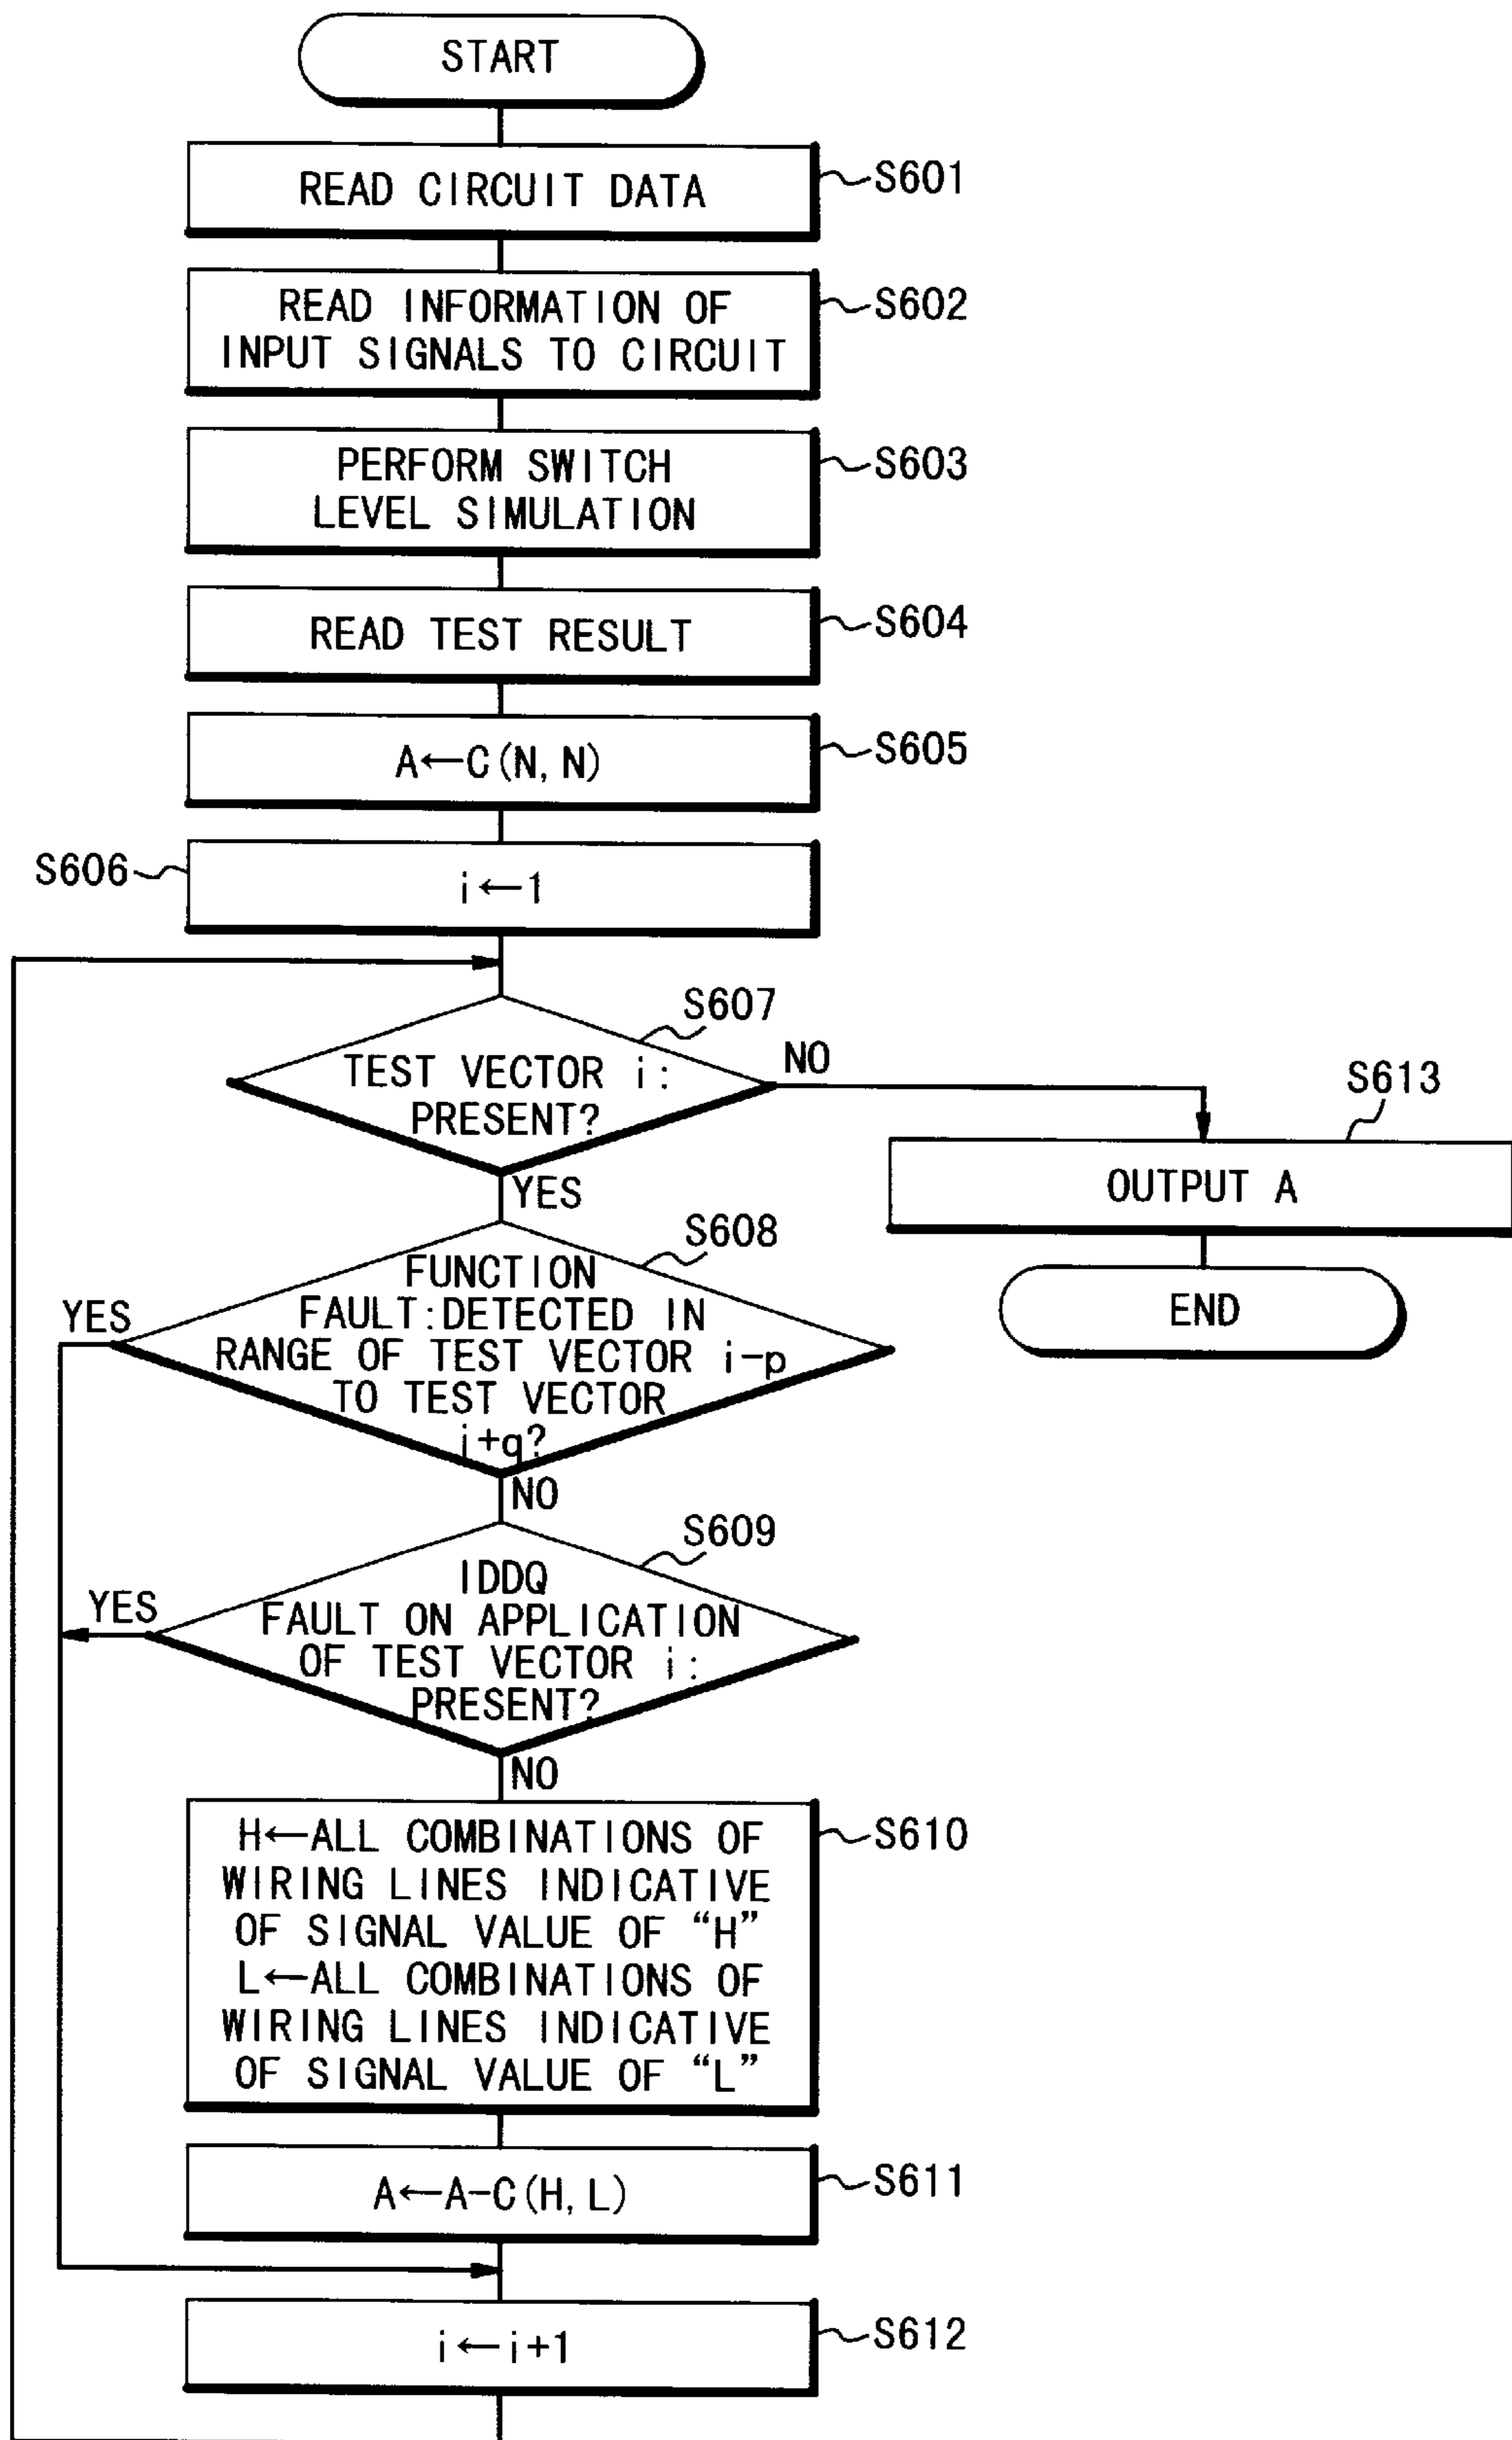 START
READ CIRCUIT DATA
S601
READ INFORMATION OF
INPUT SIGNALS TO CIRCUIT
S602
PERFORM SWITCH
LEVEL SIMULATION
S603
READ TEST RESULT
S604
A←C(N,N)
S605
S606
i←1
S607
TEST VECTOR i:
PRESENT?
NO
YES
S613
OUTPUT A
END
S608
FUNCTION
FAULT:DETECTED IN
RANGE OF TEST VECTOR i-p
TO TEST VECTOR
i+q?
YES
NO
S609
IDDQ
FAULT ON APPLICATION
OF TEST VECTOR i:
PRESENT?
YES
NO
H←ALL COMBINATIONS OF
WIRING LINES INDICATIVE
OF SIGNAL VALUE OF “H”
L←ALL COMBINATIONS OF
WIRING LINES INDICATIVE
OF SIGNAL VALUE OF “L”
S610
A←A-C(H,L)
S611
i←i+1
S612